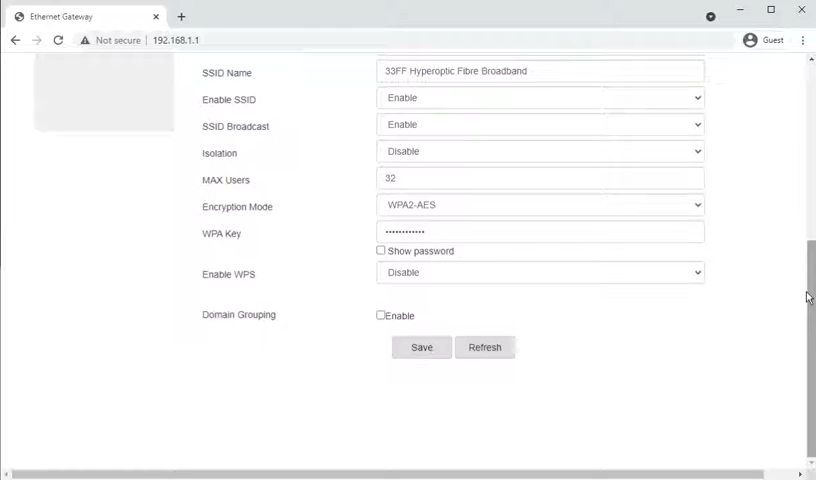 Ethernet Gateway
Not secure 192.168.1.1 Guest
SSID Name 33FF Hyperoptic Fibre Broadband
Enable SSID Enable
SSID Broadcast Enable
Isolation Disable
MAX Users 32
Encryption Mode WPA2-AES
WPA Key ••••••••••••
Show password
Enable WPS Disable
Domain Grouping Enable
Save Refresh